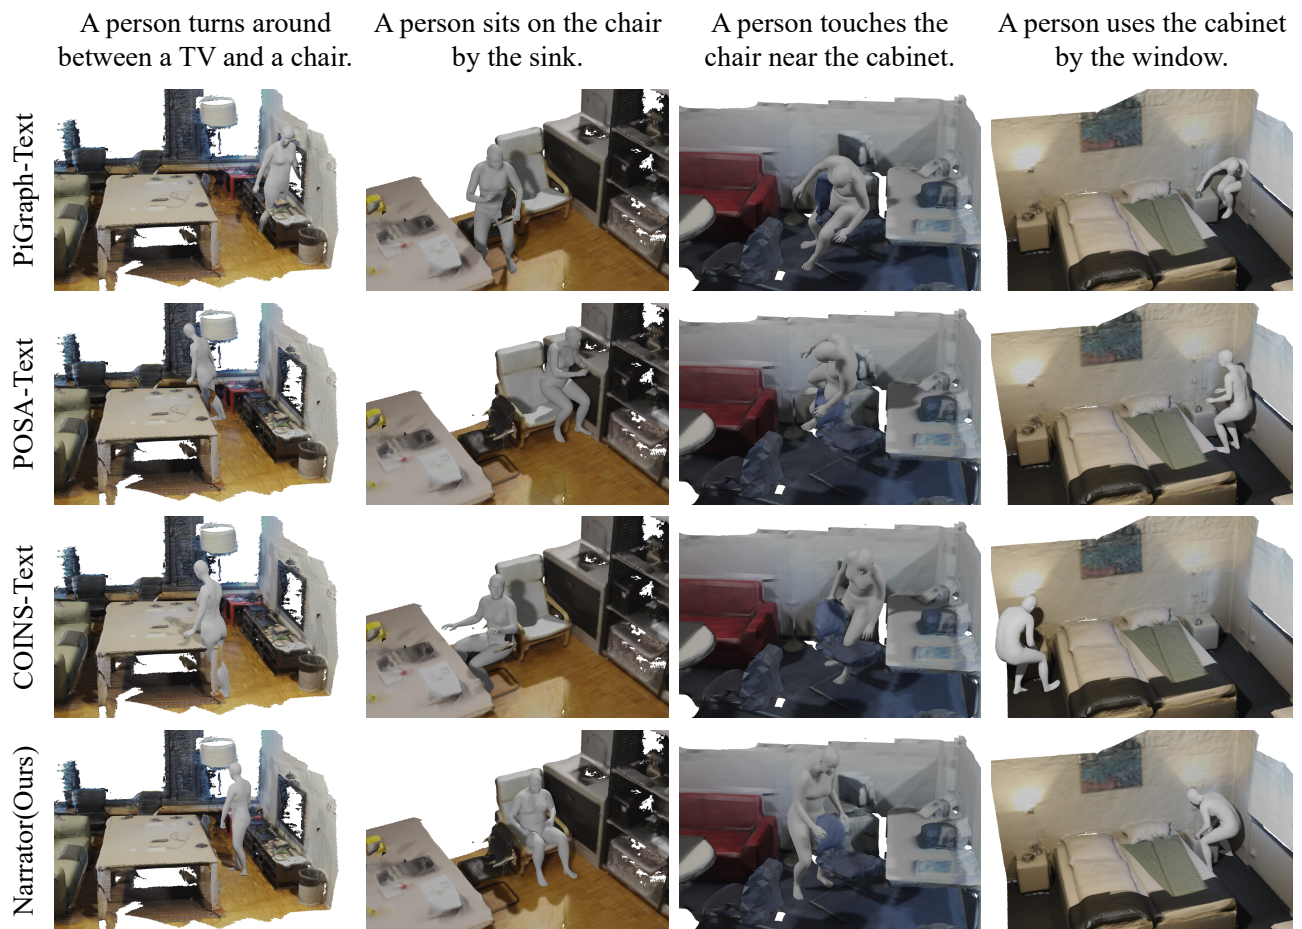 A person turns around
between a TV and a chair.
A person sits on the chair
by the sink.
A person touches the
chair near the cabinet.
A person uses the cabinet
by the window.
PiGraph-Text
POSA-Text
COINS-Text
Narrator(Ours)